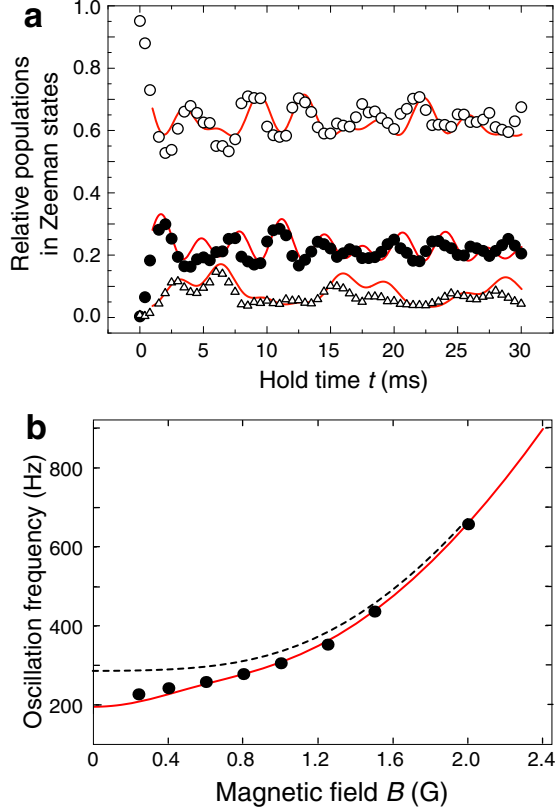 a
1.0
0.8
0.6
0.4
0.2
0.0
Relative populations
in Zeeman states
0 5 10 15 20 25 30
Hold time t (ms)
b
800
600
400
200
Oscillation frequency (Hz)
0 0.4 0.8 1.2 1.6 2.0 2.4
Magnetic field B (G)